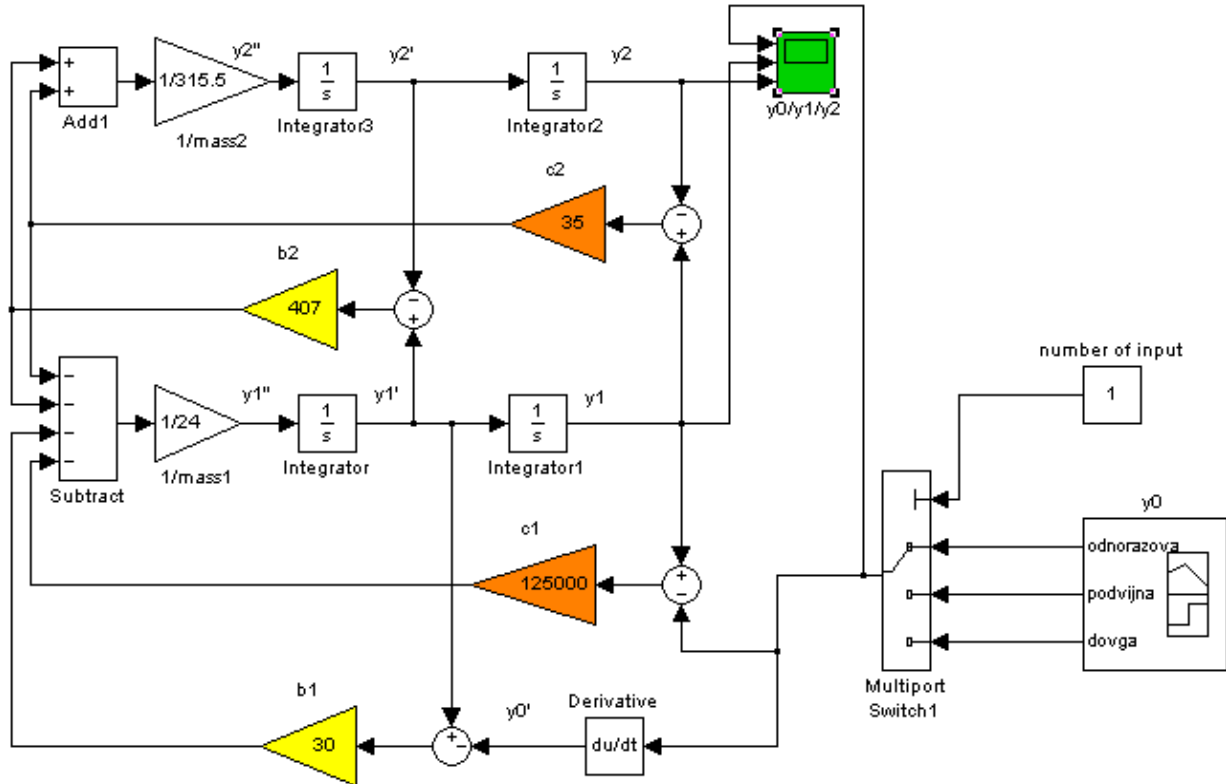 y2''
y2'
y2
+
+
1/315.5
1
s
1
s
Add1
Integrator3
Integrator2
y0/y1/y2
1/mass2
c2
35
−
+
b2
407
−
+
number of input
1
−
−
−
−
y1''
y1'
y1
1/24
1
s
1
s
Integrator
Integrator1
1/mass1
Subtract
y0
c1
odnorazova
125000
+
−
podvijna
dovga
Multiport
Switch1
b1
y0'
Derivative
30
+
−
du/dt